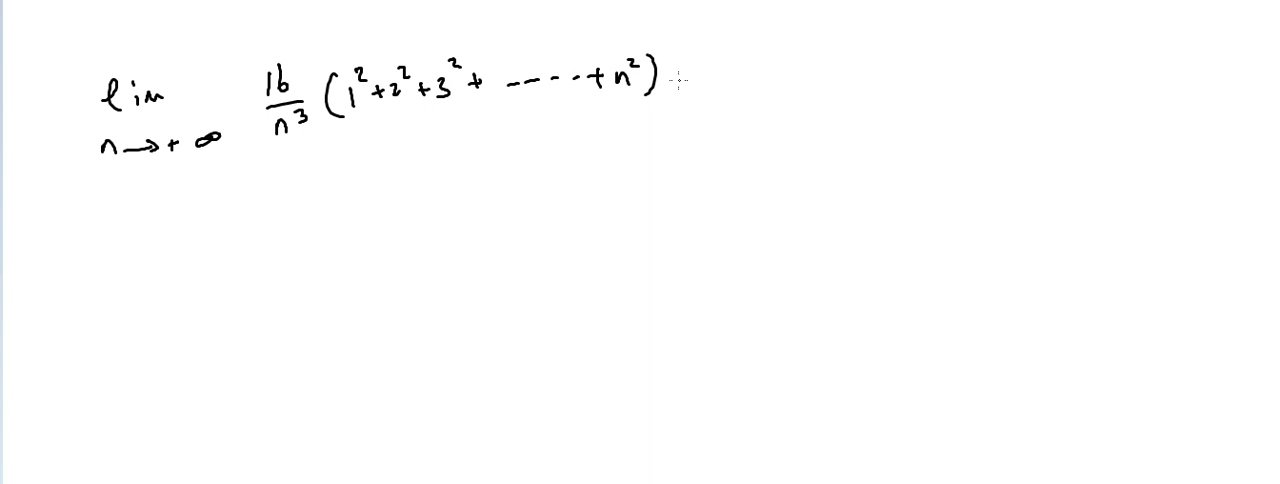 lim 16/n³ (1²+2²+3²+ -----+n²)
n→+∞